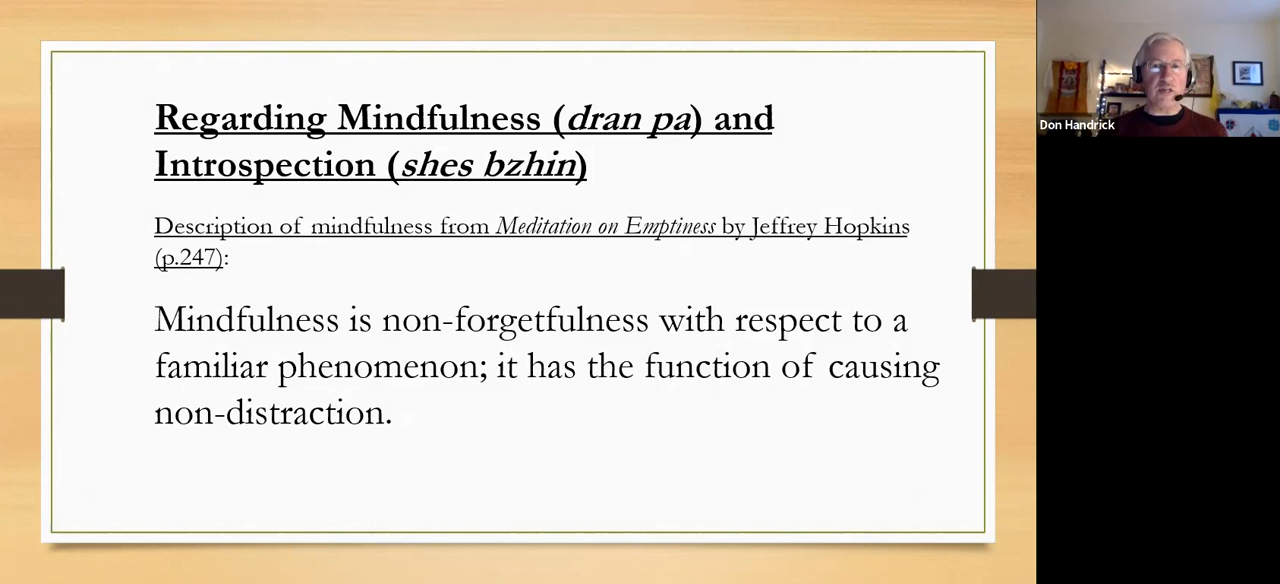 Regarding Mindfulness (dran pa) and
Introspection (shes bzhin)
Description of mindfulness from Meditation on Emptiness by Jeffrey Hopkins
(p.247):
Mindfulness is non-forgetfulness with respect to a
familiar phenomenon; it has the function of causing
non-distraction.
Don Handrick